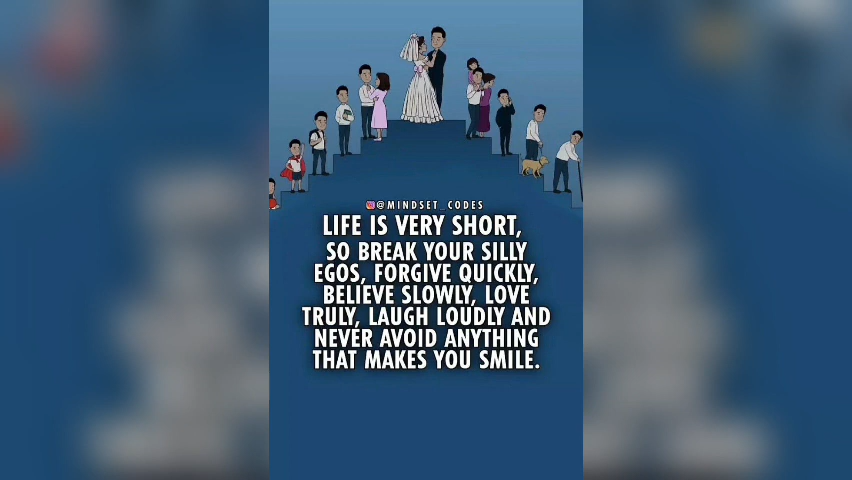 @MINDSET_CODES
LIFE IS VERY SHORT,
SO BREAK YOUR SILLY
EGOS, FORGIVE QUICKLY,
BELIEVE SLOWLY, LOVE
TRULY, LAUGH LOUDLY AND
NEVER AVOID ANYTHING
THAT MAKES YOU SMILE.